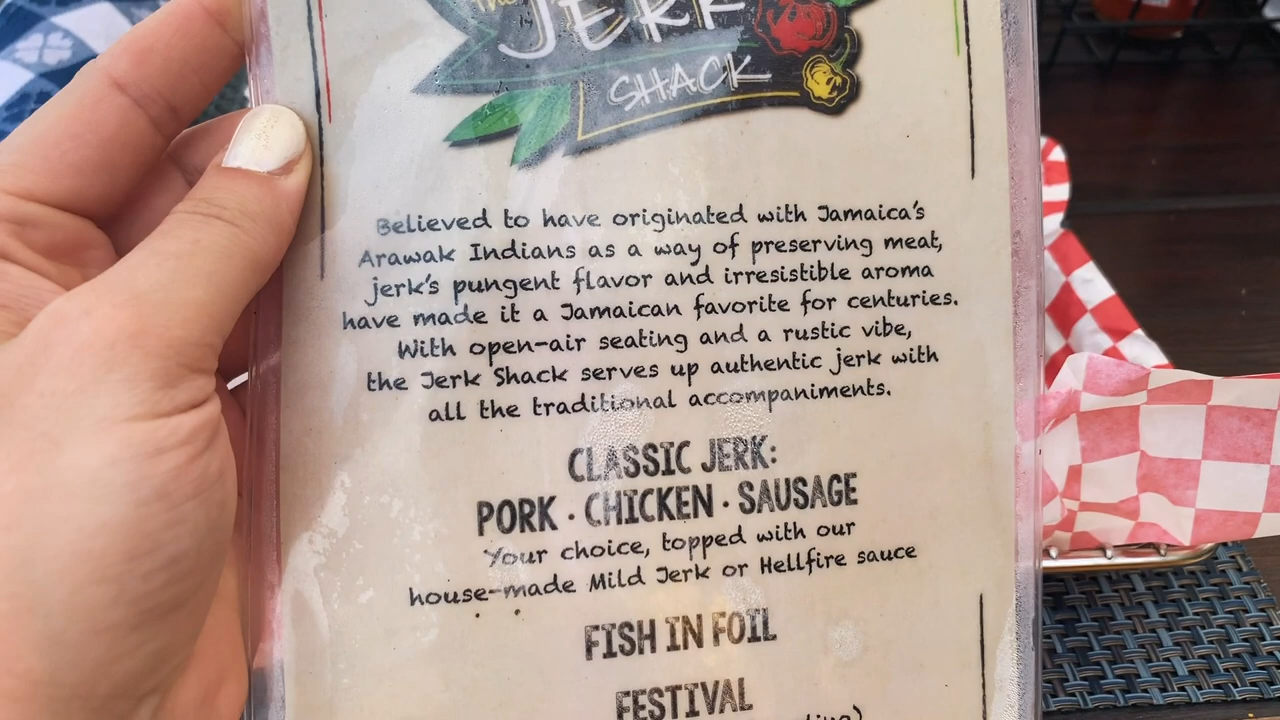 The
JERK
SHACK
Believed to have originated with Jamaica's
Arawak Indians as a way of preserving meat,
jerk's pungent flavor and irresistible aroma
have made it a Jamaican favorite for centuries.
With open-air seating and a rustic vibe,
the Jerk Shack serves up authentic jerk with
all the traditional accompaniments.
CLASSIC JERK:
PORK · CHICKEN · SAUSAGE
Your choice, topped with our
house-made Mild Jerk or Hellfire sauce
FISH IN FOIL
FESTIVAL